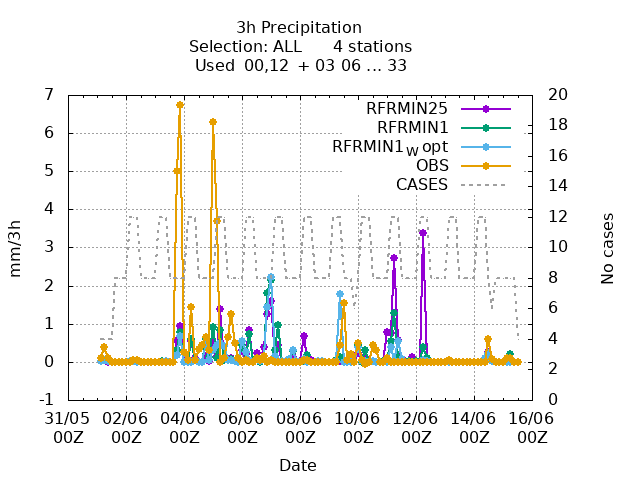 3h Precipitation
Selection: ALL 4 stations
Used 00,12 + 03 06 ... 33
RFRMIN25
RFRMIN1
RFRMIN1_W opt
OBS
CASES
7
6
5
4
3
2
1
0
-1
mm/3h
20
18
16
14
12
10
8
6
4
2
0
No cases
31/05 02/06 04/06 06/06 08/06 10/06 12/06 14/06 16/06
00Z 00Z 00Z 00Z 00Z 00Z 00Z 00Z 00Z
Date